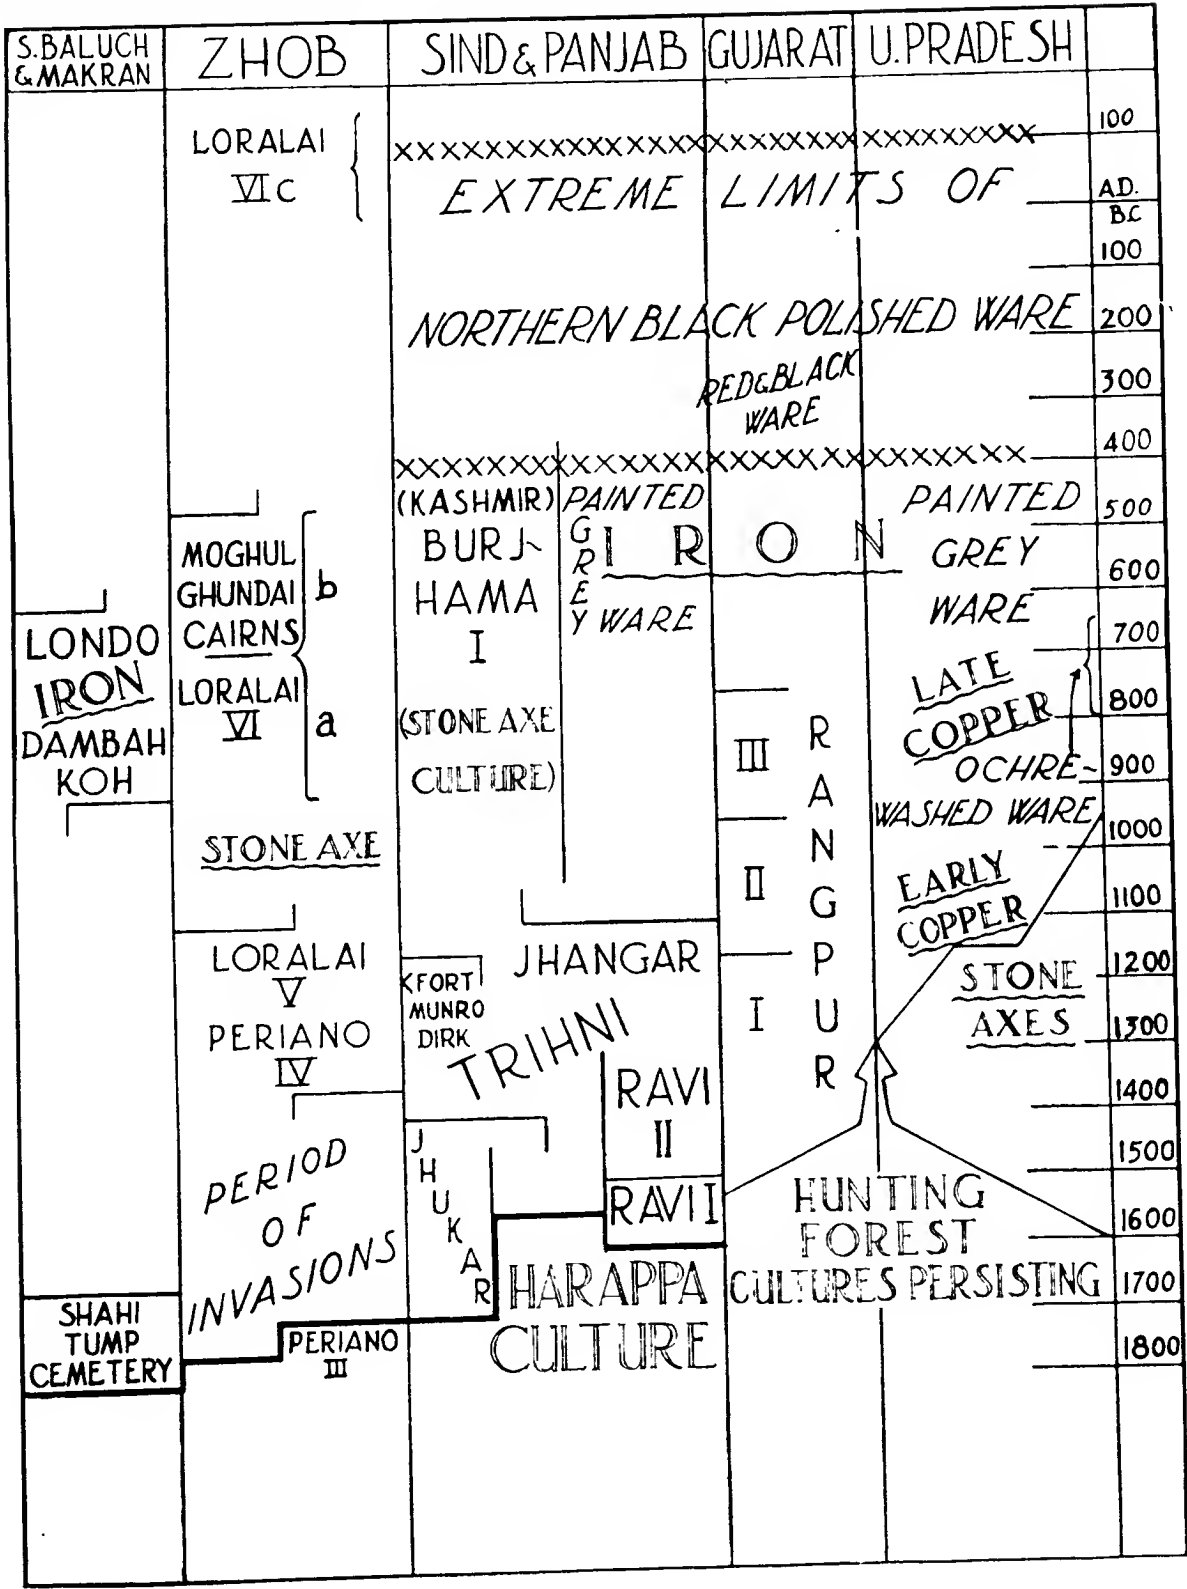 S. BALUCH
& MAKRAN
ZHOB
SIND & PANJAB
GUJARAT
U. PRADESH
LONDO
IRON
DAMBAH
KOH
SHAHI
TUMP
CEMETERY
LORALAI
VI C
MOGHUL
GHUNDAI
CAIRNS
b
LORALAI
VI
a
STONE AXE
LORALAI
V
PERIANO
IV
PERIOD
OF
INVASIONS
PERIANO
III
XXXXXXXXXXXXXXXXXXXXXXXXXXXXXX
EXTREME LIMITS OF
NORTHERN BLACK POLISHED WARE
RED & BLACK
WARE
XXXXXXXXXXXXXXXXXXXXXXXXXXXXXX
(KASHMIR)
BURJ~
HAMA
I
(STONE AXE
CULTURE)
PAINTED
GREY
WARE
IRON
JHANGAR
FORT
MUNRO
DIRK
TRIHNI
JHUKAR
RAVI
II
RAVI I
HARAPPA
CULTURE
III
II
I
RANGPUR
PAINTED
GREY
WARE
LATE
COPPER
OCHRE~
WASHED WARE
EARLY
COPPER
STONE
AXES
HUNTING
FOREST
CULTURES PERSISTING
100
A.D.
B.C
100
200
300
400
500
600
700
800
900
1000
1100
1200
1300
1400
1500
1600
1700
1800